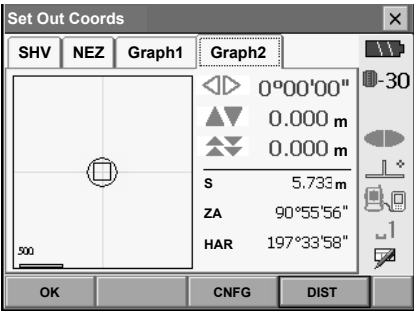 Set Out Coords
SHV NEZ Graph1 Graph2
-30
0°00'00"
0.000 m
0.000 m
S 5.733 m
ZA 90°55'56"
HAR 197°33'58"
1
500
OK CNFG DIST